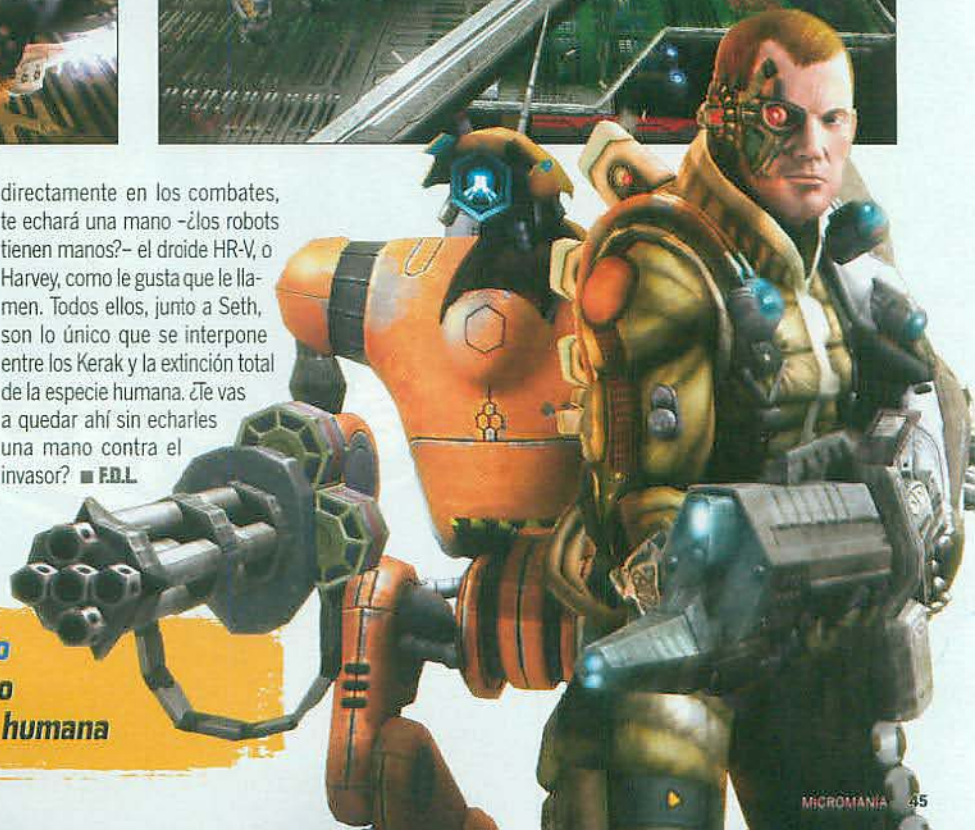 directamente en los combates,
te echará una mano –¿los robots
tienen manos?– el droide HR-V, o
Harvey, como le gusta que le lla-
men. Todos ellos, junto a Seth,
son lo único que se interpone
entre los Kerak y la extinción total
de la especie humana. ¿Te vas
a quedar ahí sin echarles
una mano contra el
invasor? ■ F.D.L.
o
o
humana
MICROMANÍA 45